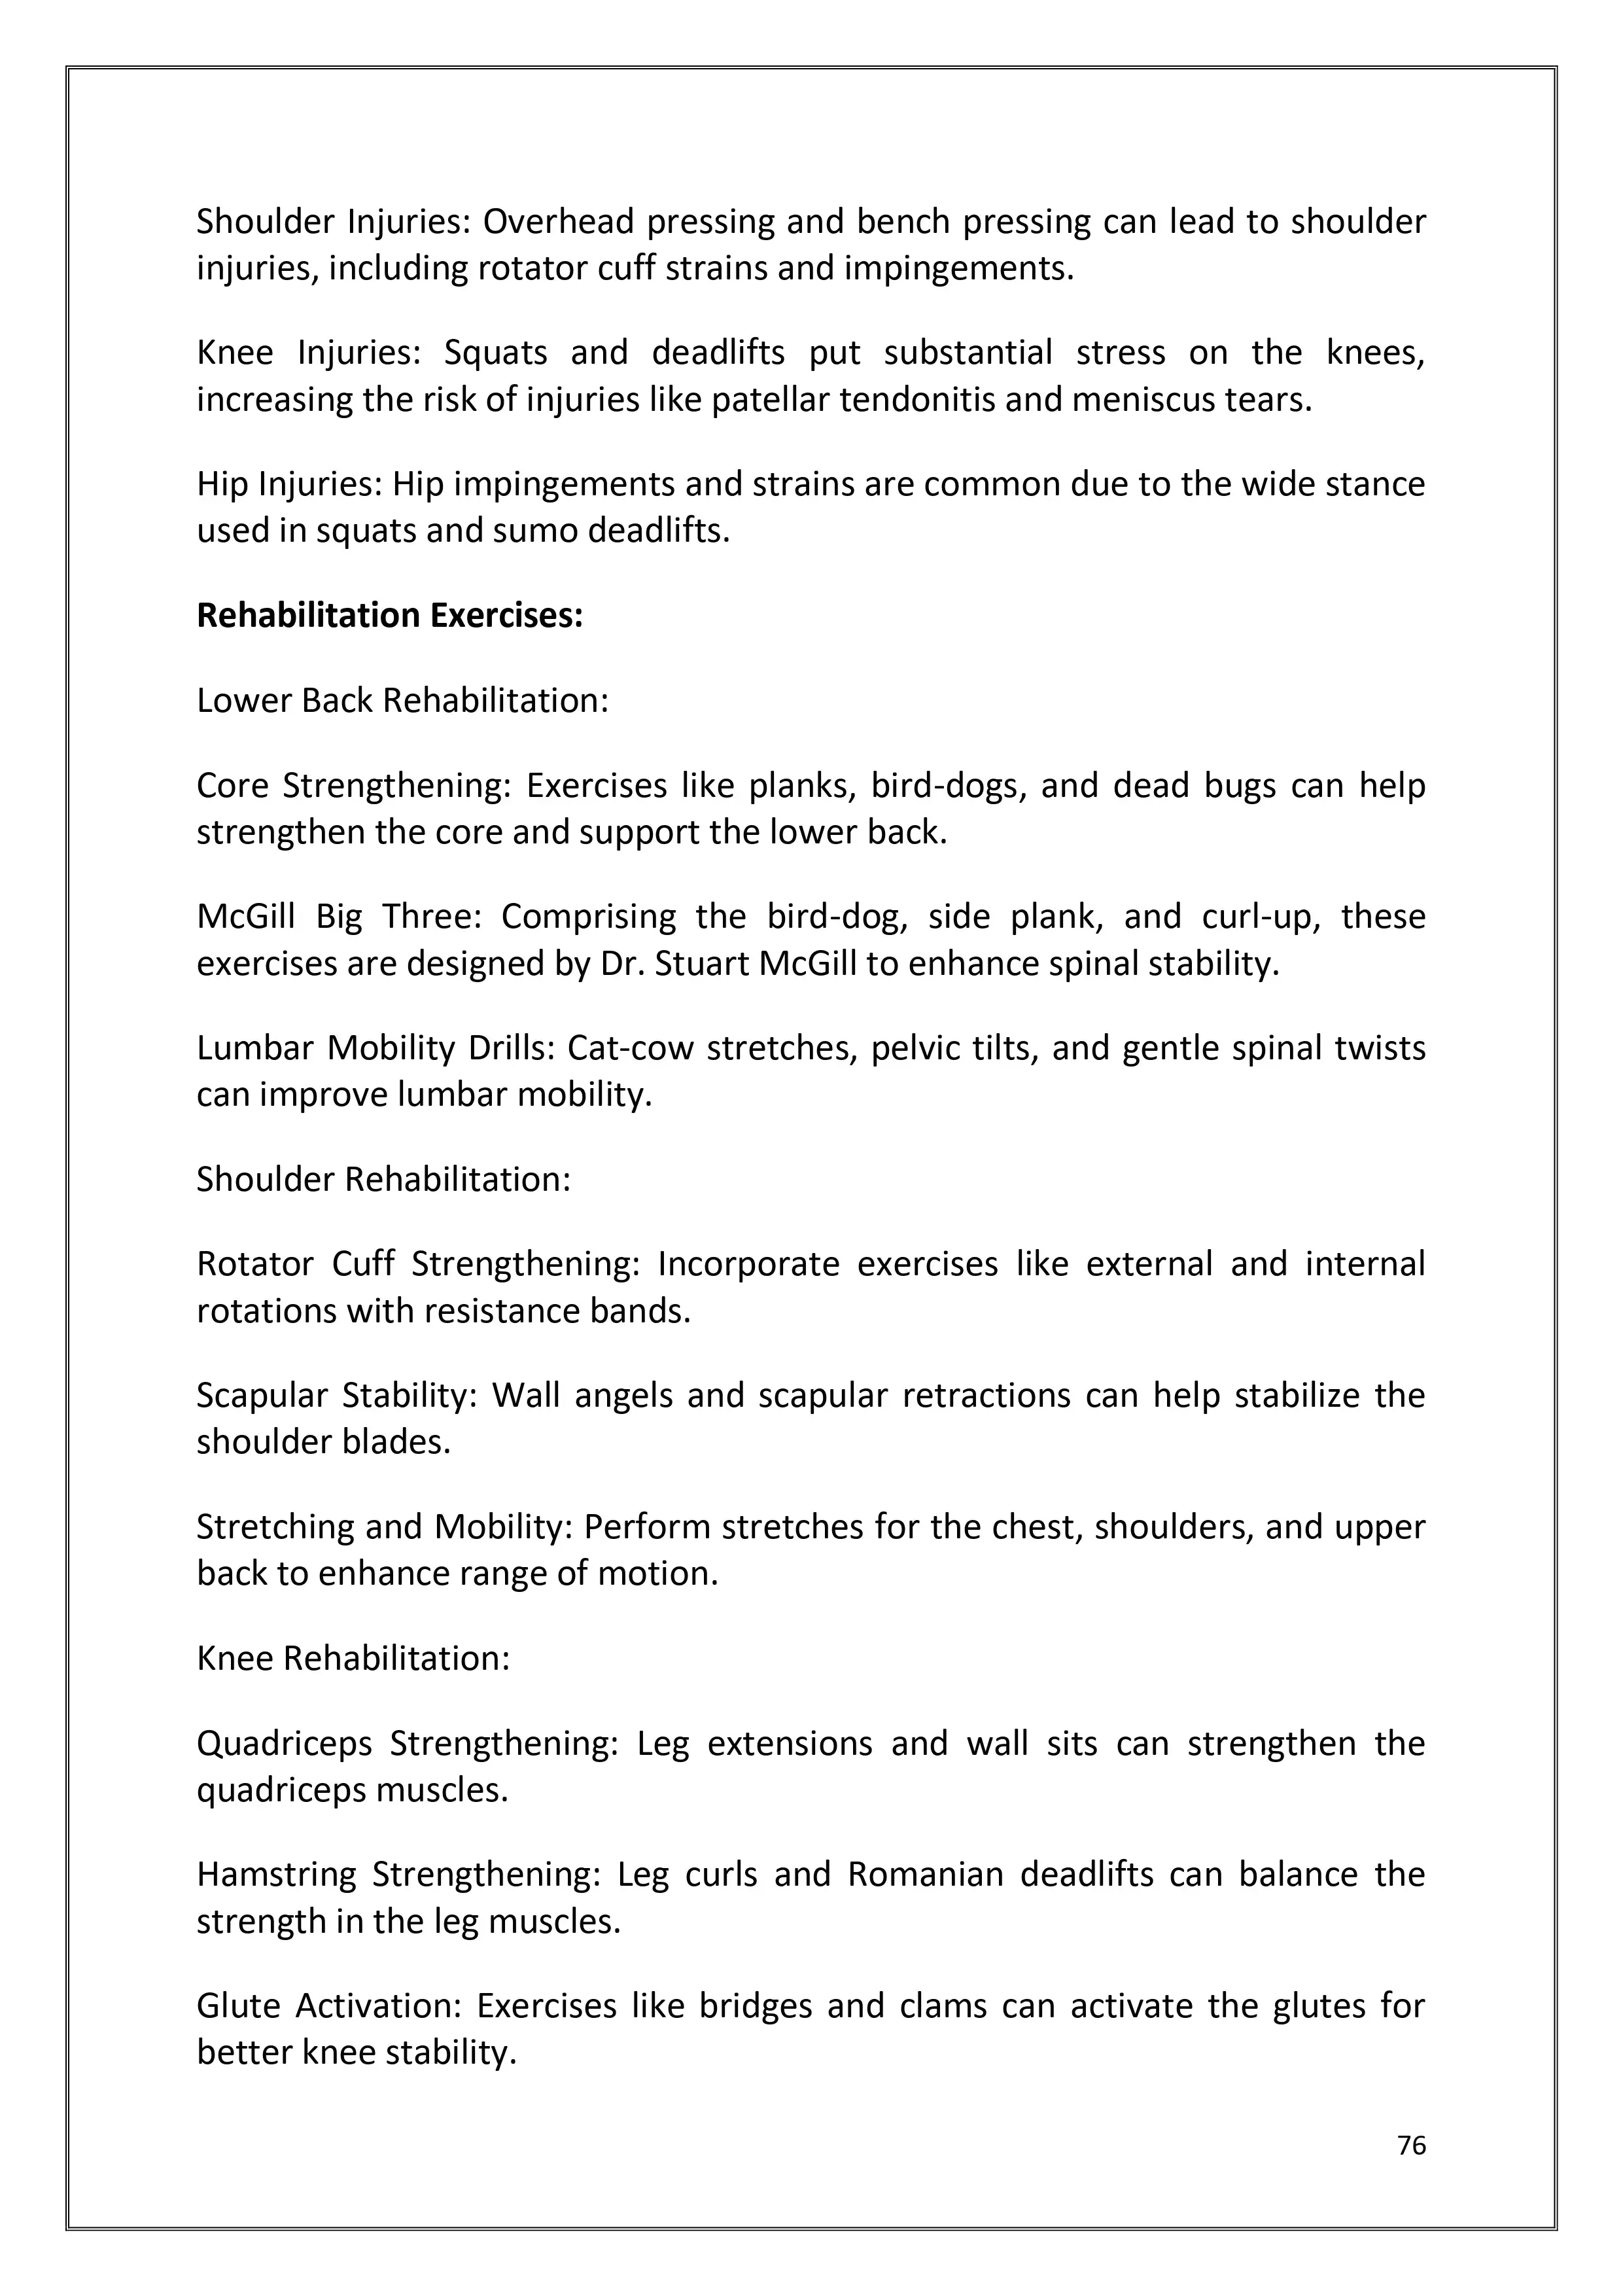 Shoulder Injuries: Overhead pressing and bench pressing can lead to shoulder
injuries, including rotator cuff strains and impingements.
Knee Injuries: Squats and deadlifts put substantial stress on the knees,
increasing the risk of injuries like patellar tendonitis and meniscus tears.
Hip Injuries: Hip impingements and strains are common due to the wide stance
used in squats and sumo deadlifts.
Rehabilitation Exercises:
Lower Back Rehabilitation:
Core Strengthening: Exercises like planks, bird-dogs, and dead bugs can help
strengthen the core and support the lower back.
McGill Big Three: Comprising the bird-dog, side plank, and curl-up, these
exercises are designed by Dr. Stuart McGill to enhance spinal stability.
Lumbar Mobility Drills: Cat-cow stretches, pelvic tilts, and gentle spinal twists
can improve lumbar mobility.
Shoulder Rehabilitation:
Rotator Cuff Strengthening: Incorporate exercises like external and internal
rotations with resistance bands.
Scapular Stability: Wall angels and scapular retractions can help stabilize the
shoulder blades.
Stretching and Mobility: Perform stretches for the chest, shoulders, and upper
back to enhance range of motion.
Knee Rehabilitation:
Quadriceps Strengthening: Leg extensions and wall sits can strengthen the
quadriceps muscles.
Hamstring Strengthening: Leg curls and Romanian deadlifts can balance the
strength in the leg muscles.
Glute Activation: Exercises like bridges and clams can activate the glutes for
better knee stability.
76